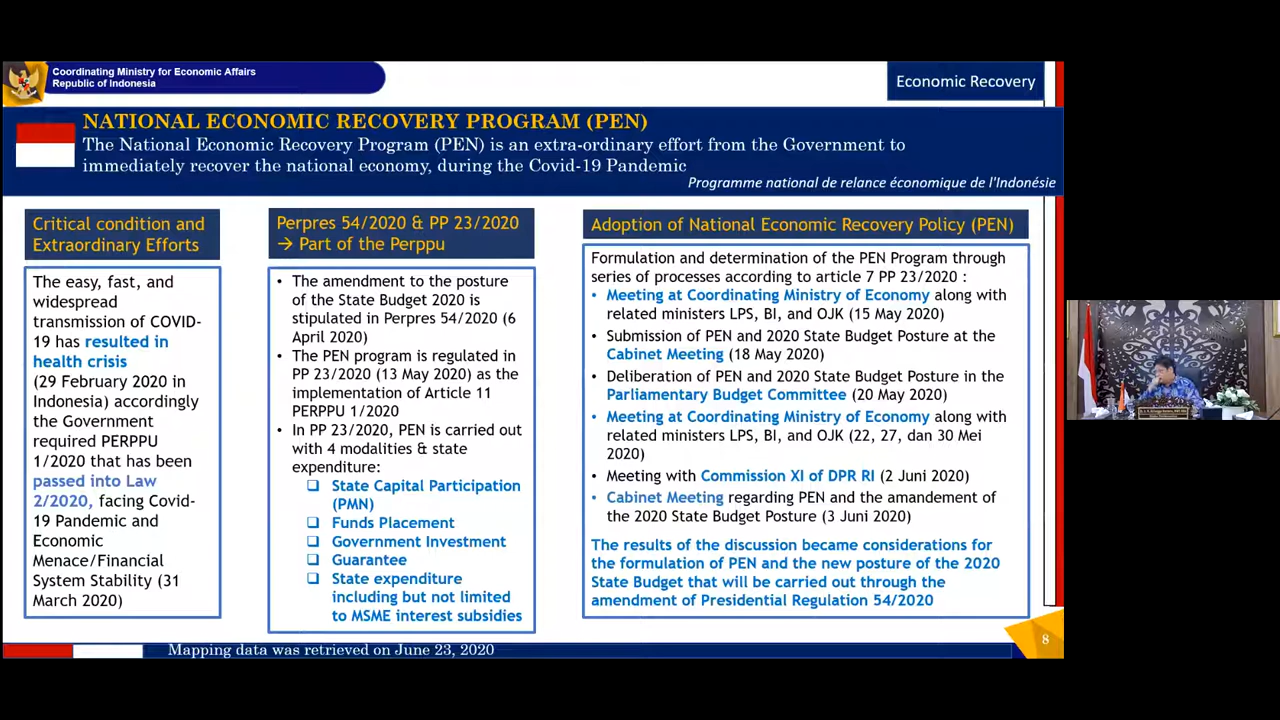 Coordinating Ministry for Economic Affairs
Republic of Indonesia
Economic Recovery
NATIONAL ECONOMIC RECOVERY PROGRAM (PEN)
The National Economic Recovery Program (PEN) is an extra-ordinary effort from the Government to
immediately recover the national economy, during the Covid-19 Pandemic
Programme national de relance économique de l'Indonésie
Critical condition and
Extraordinary Efforts
The easy, fast, and
widespread
transmission of COVID-
19 has resulted in
health crisis
(29 February 2020 in
Indonesia) accordingly
the Government
required PERPPU
1/2020 that has been
passed into Law
2/2020, facing Covid-
19 Pandemic and
Economic
Menace/Financial
System Stability (31
March 2020)
Perpres 54/2020 & PP 23/2020
→ Part of the Perppu
• The amendment to the posture
of the State Budget 2020 is
stipulated in Perpres 54/2020 (6
April 2020)
• The PEN program is regulated in
PP 23/2020 (13 May 2020) as the
implementation of Article 11
PERPPU 1/2020
• In PP 23/2020, PEN is carried out
with 4 modalities & state
expenditure:
❑ State Capital Participation
(PMN)
❑ Funds Placement
❑ Government Investment
❑ Guarantee
❑ State expenditure
including but not limited
to MSME interest subsidies
Adoption of National Economic Recovery Policy (PEN)
Formulation and determination of the PEN Program through
series of processes according to article 7 PP 23/2020 :
• Meeting at Coordinating Ministry of Economy along with
related ministers LPS, BI, and OJK (15 May 2020)
• Submission of PEN and 2020 State Budget Posture at the
Cabinet Meeting (18 May 2020)
• Deliberation of PEN and 2020 State Budget Posture in the
Parliamentary Budget Committee (20 May 2020)
• Meeting at Coordinating Ministry of Economy along with
related ministers LPS, BI, and OJK (22, 27, dan 30 Mei
2020)
• Meeting with Commission XI of DPR RI (2 Juni 2020)
• Cabinet Meeting regarding PEN and the amandement of
the 2020 State Budget Posture (3 Juni 2020)
The results of the discussion became considerations for
the formulation of PEN and the new posture of the 2020
State Budget that will be carried out through the
amendment of Presidential Regulation 54/2020
8
Mapping data was retrieved on June 23, 2020